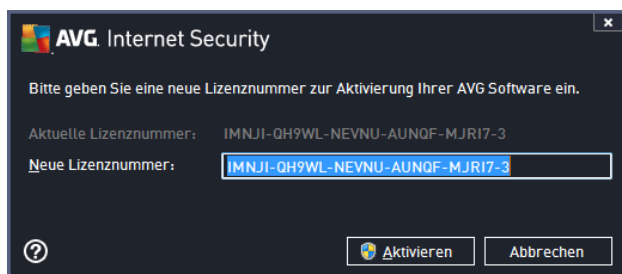 AVG. Internet Security
Bitte geben Sie eine neue Lizenznummer zur Aktivierung Ihrer AVG Software ein.
Aktuelle Lizenznummer: IMNJI-QH9WL-NEVNU-AUNQF-MJRI7-3
Neue Lizenznummer: IMNJI-QH9WL-NEVNU-AUNQF-MJRI7-3
? Aktivieren Abbrechen